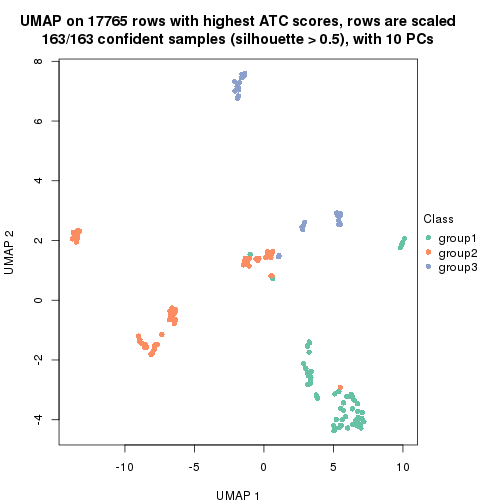 UMAP on 17765 rows with highest ATC scores, rows are scaled
163/163 confident samples (silhouette > 0.5), with 10 PCs
8
6
4
2
0
-2
-4
UMAP 2
-10
-5
0
5
10
UMAP 1
Class
group1
group2
group3